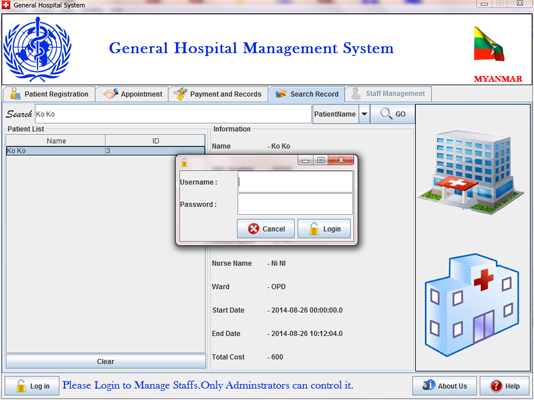 General Hospital System
General Hospital Management System
MYANMAR
Patient Registration Appointment Payment and Records Search Record Staff Management
Search Ko Ko PatientName GO
Patient List
Name ID
Ko Ko 3
Clear
Information
Name - Ko Ko
Username :
Password :
Cancel Login
Nurse Name - Ni NI
Ward - OPD
Start Date - 2014-08-26 00:00:00.0
End Date - 2014-08-26 10:12:04.0
Total Cost - 600
Log in Please Login to Manage Staffs.Only Adminstrators can control it. About Us Help